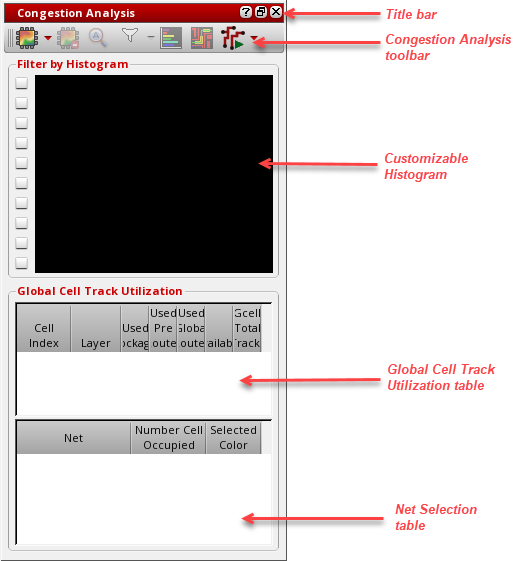 Congestion Analysis
Title bar
Congestion Analysis
toolbar
Filter by Histogram
Customizable
Histogram
Global Cell Track Utilization
Cell
Index
Layer
Used
ockag
Used
Pre
oute
Used
Globa
oute
ailab
Gcell
Total
rack
Global Cell Track
Utilization table
Net
Number Cell
Occupied
Selected
Color
Net Selection
table